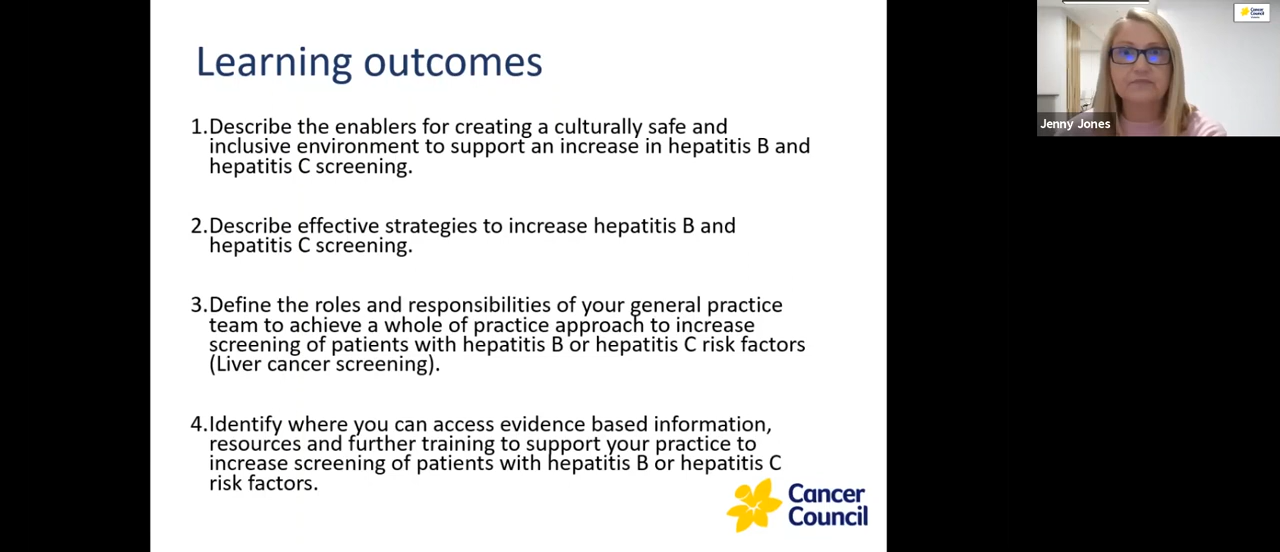 Learning outcomes
1.Describe the enablers for creating a culturally safe and
inclusive environment to support an increase in hepatitis B and
hepatitis C screening.
2.Describe effective strategies to increase hepatitis B and
hepatitis C screening.
3.Define the roles and responsibilities of your general practice
team to achieve a whole of practice approach to increase
screening of patients with hepatitis B or hepatitis C risk factors
(Liver cancer screening).
4.Identify where you can access evidence based information,
resources and further training to support your practice to
increase screening of patients with hepatitis B or hepatitis C
risk factors.
Cancer
Council
Cancer
Council
Jenny Jones